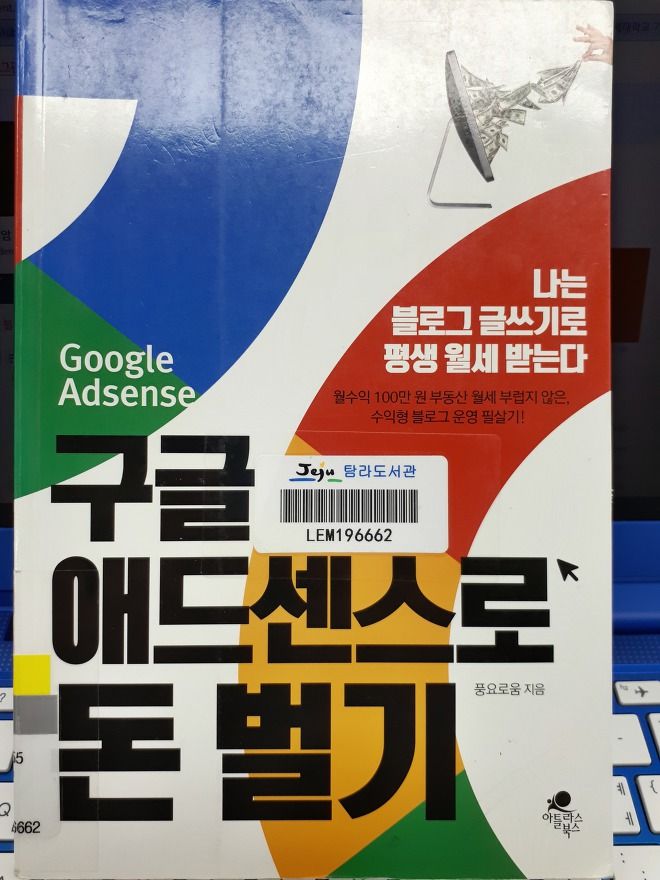 나는
블로그 글쓰기로
평생 월세 받는다
Google
Adsense
월수익 100만 원 부동산 월세 부럽지 않은,
수익형 블로그 운영 필살기!
구글
Jeju 탐라도서관
LEM196662
애드센스로
풍요로움 지음
돈 벌기
아틀라스
북스
6662